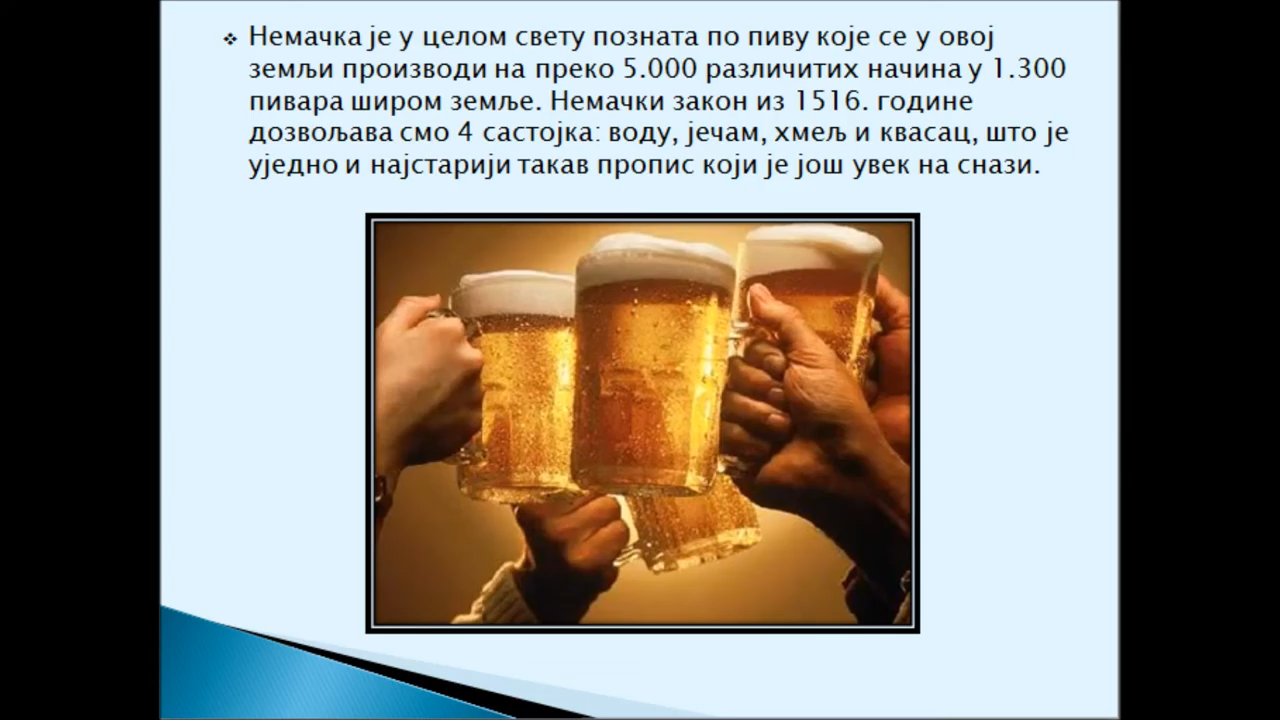 Немачка је у целом свету позната по пиву које се у овој
земљи производи на преко 5.000 различитих начина у 1.300
пивара широм земље. Немачки закон из 1516. године
дозвољава смо 4 састојка: воду, јечам, хмељ и квасац, што је
уједно и најстарији такав пропис који је још увек на снази.